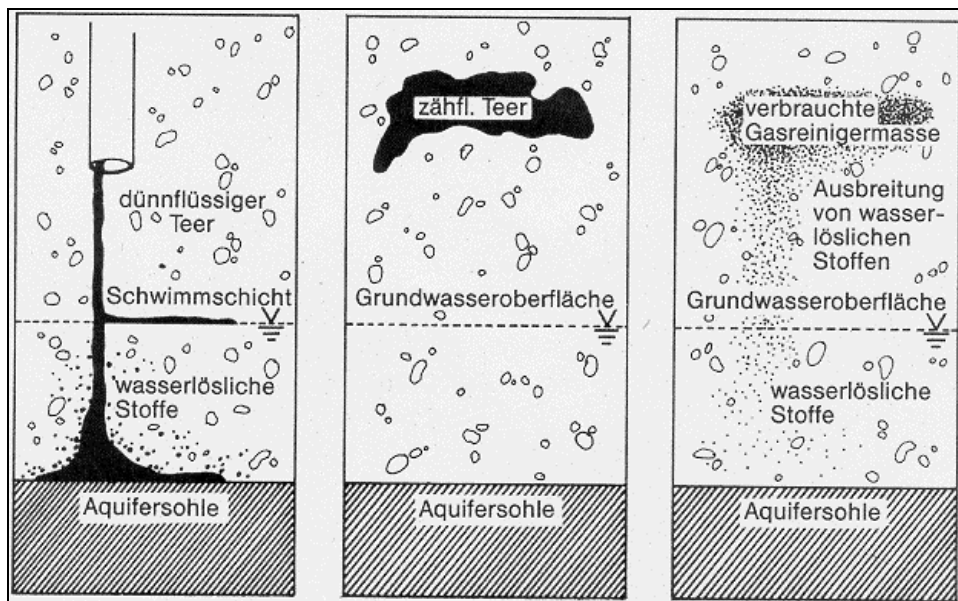 dünnflüssiger
Teer
Schwimmschicht
wasserlösliche
Stoffe
Aquifersohle
zähfl. Teer
Grundwasseroberfläche
Aquifersohle
verbrauchte
Gasreinigermasse
Ausbreitung
von wasser-
löslichen
Stoffen
Grundwasseroberfläche
wasserlösliche
Stoffe
Aquifersohle